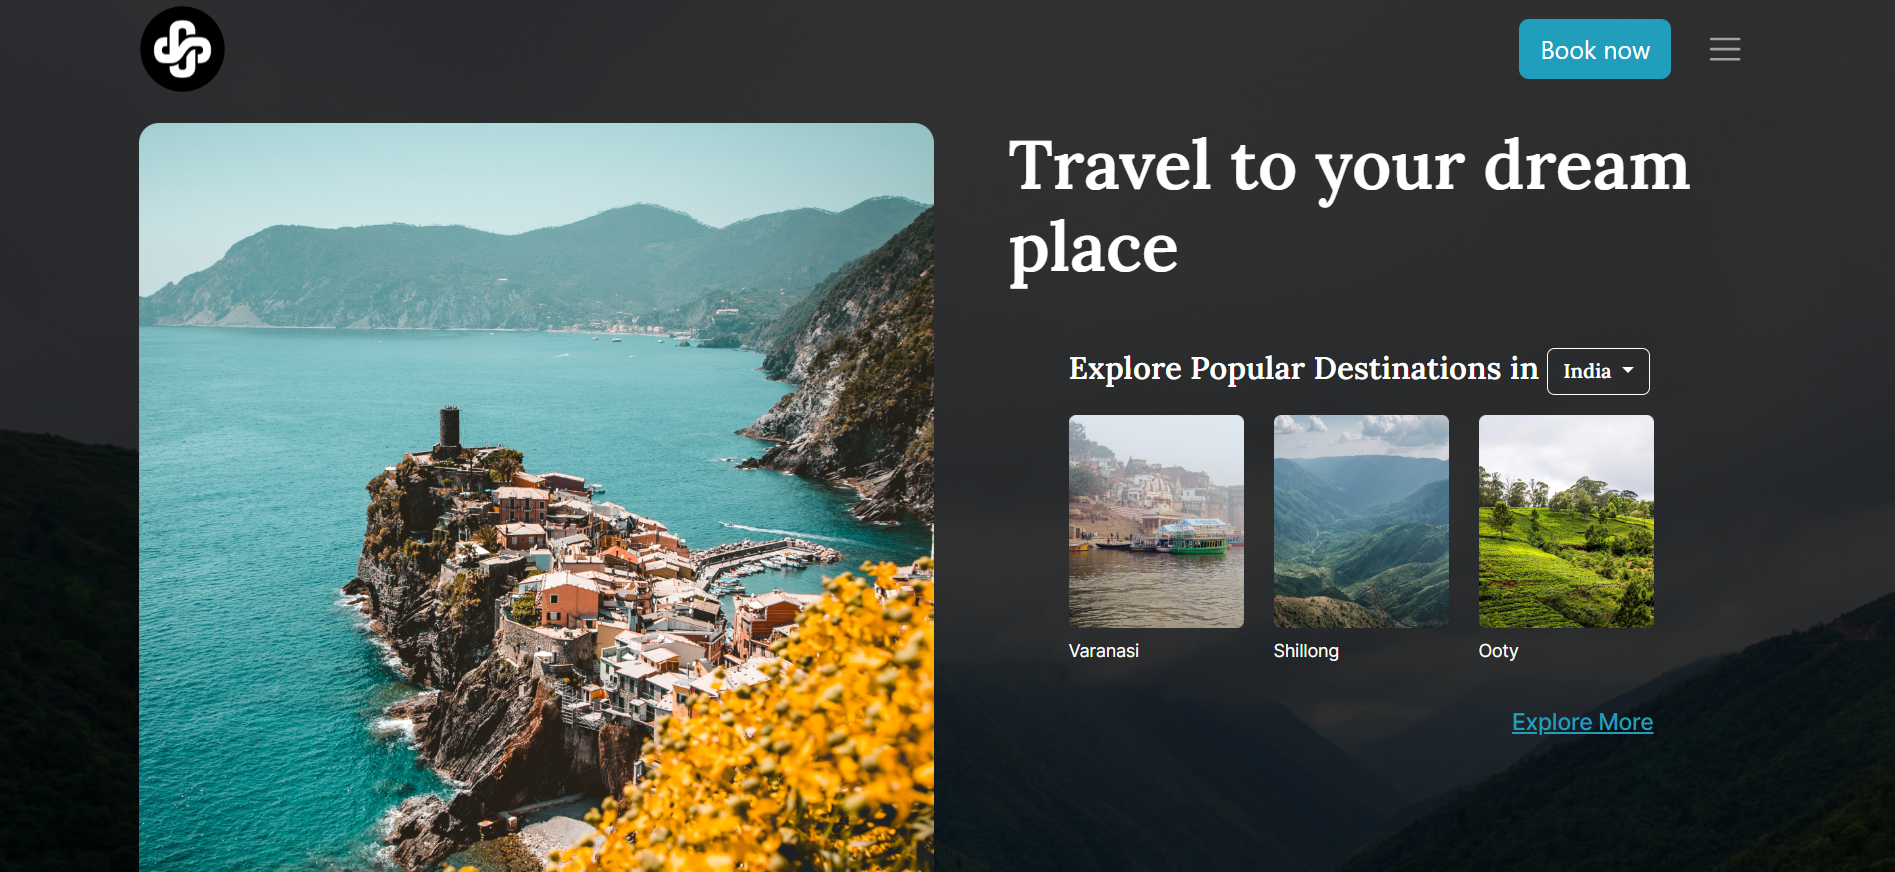 Book now
Travel to your dream
place
Explore Popular Destinations in India
Varanasi
Shillong
Ooty
Explore More